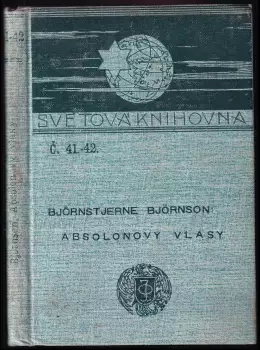 SVĚTOVÁ KNIHOVNA
Č. 41.-42.
BJÖRNSTJERNE BJÖRNSON:
ABSOLONOVY VLASY